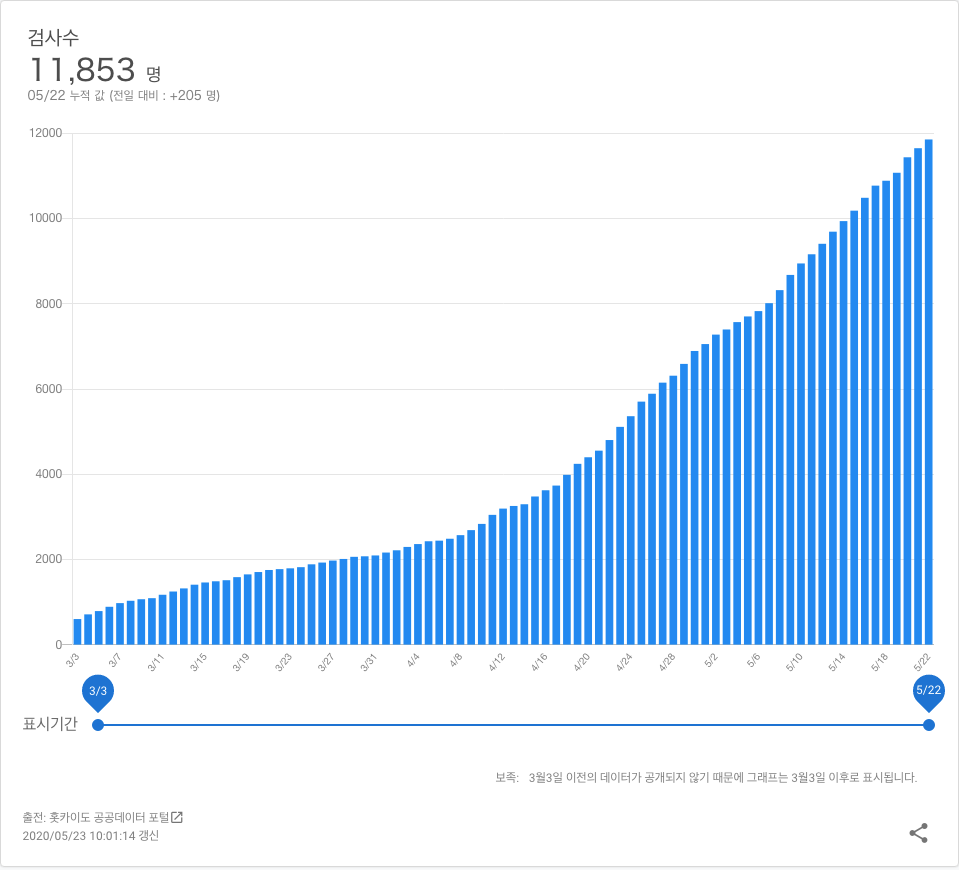 검사수
11,853 명
05/22 누적 값 (전일 대비 : +205 명)
12000
10000
8000
6000
4000
2000
0
3/3 3/7 3/11 3/15 3/19 3/23 3/27 3/31 4/4 4/8 4/12 4/16 4/20 4/24 4/28 5/2 5/6 5/10 5/14 5/18 5/22
3/3 5/22
표시기간
보족: 3월3일 이전의 데이터가 공개되지 않기 때문에 그래프는 3월3일 이후로 표시됩니다.
출전: 홋카이도 공공데이터 포털
2020/05/23 10:01:14 갱신